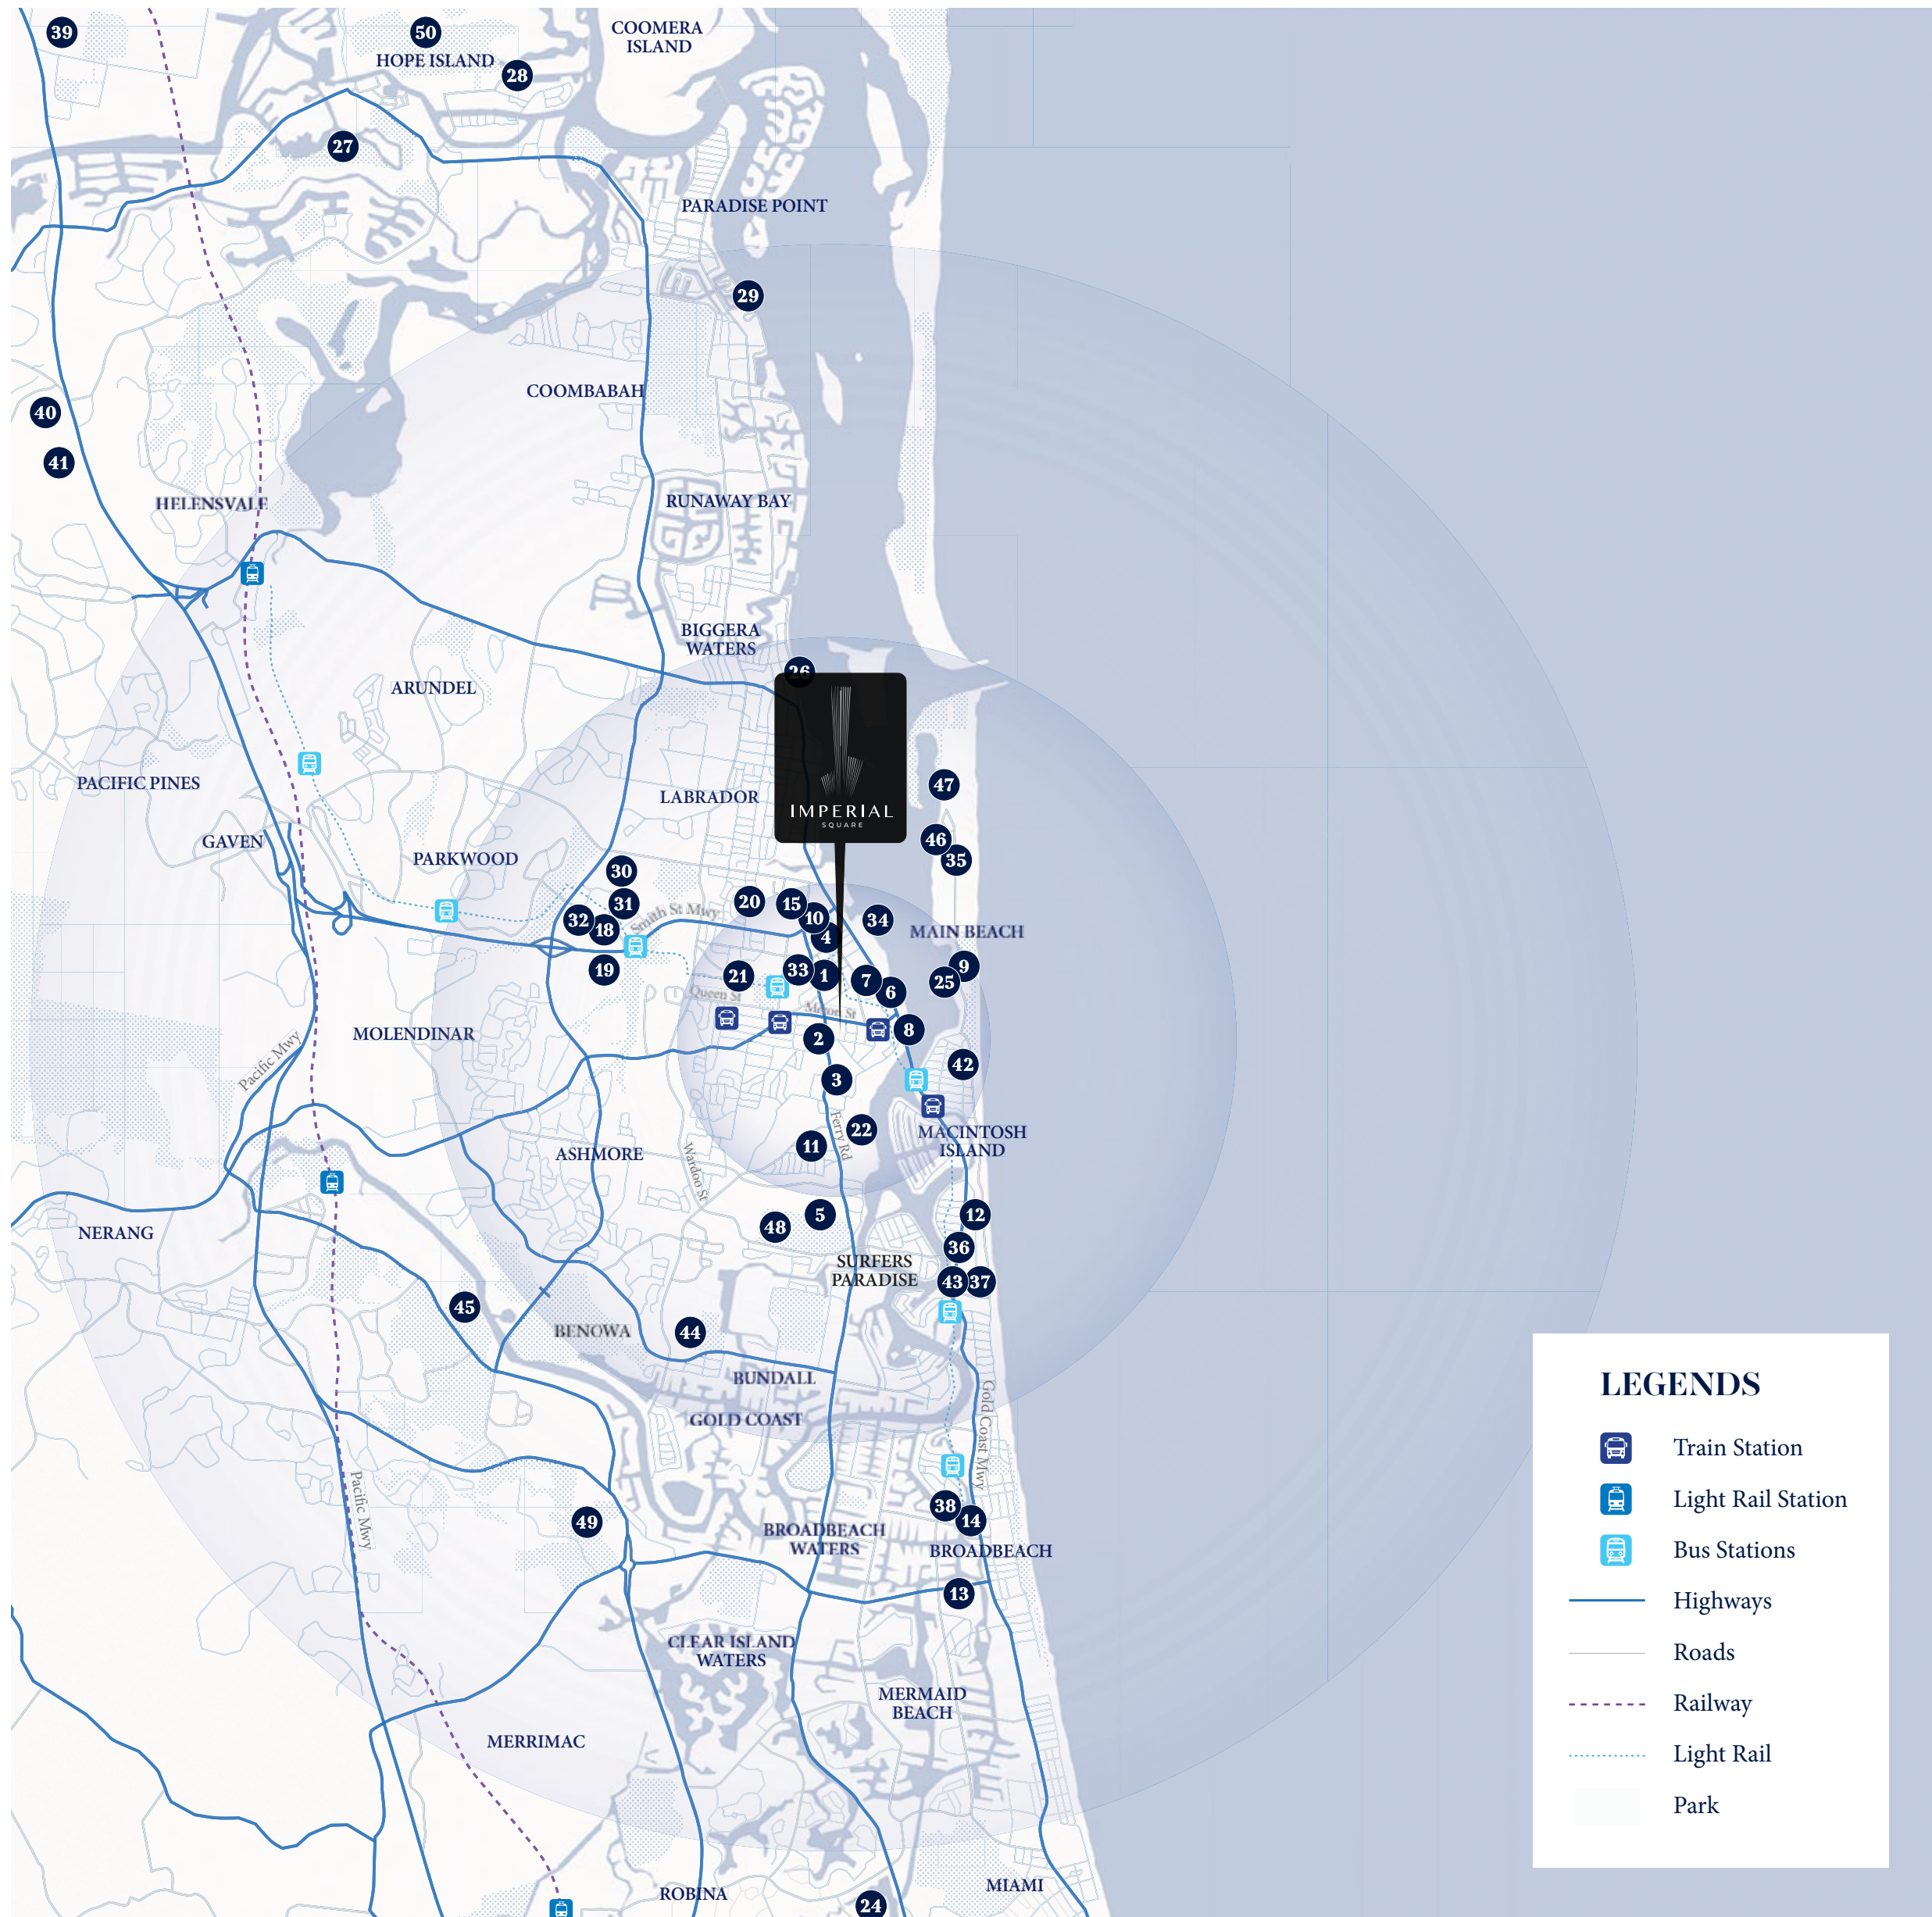 39
50
COOMERA
ISLAND
HOPE ISLAND
28
27
PARADISE POINT
29
COOMBABAH
40
41
HELENSVALE
RUNAWAY BAY
BIGGERA
WATERS
26
ARUNDEL
PACIFIC PINES
LABRADOR
47
IMPERIAL
SQUARE
46
35
GAVEN
PARKWOOD
30
31
20
15
10
34
32
18
Smith St Mwy
4
MAIN BEACH
19
21
33
1
7
6
9
25
Queen St
2
8
MOLENDINAR
Pacific Mwy
3
42
Ferry Rd
22
11
MACINTOSH
ISLAND
ASHMORE
Wardoo St
NERANG
48
5
12
36
SURFERS
PARADISE
43
37
45
BENOWA
44
BUNDALL
GOLD COAST
Gold Coast Mwy
Pacific Mwy
38
14
49
BROADBEACH
WATERS
BROADBEACH
13
CLEAR ISLAND
WATERS
MERMAID
BEACH
MERRIMAC
ROBINA
24
MIAMI
LEGENDS
Train Station
Light Rail Station
Bus Stations
Highways
Roads
Railway
Light Rail
Park